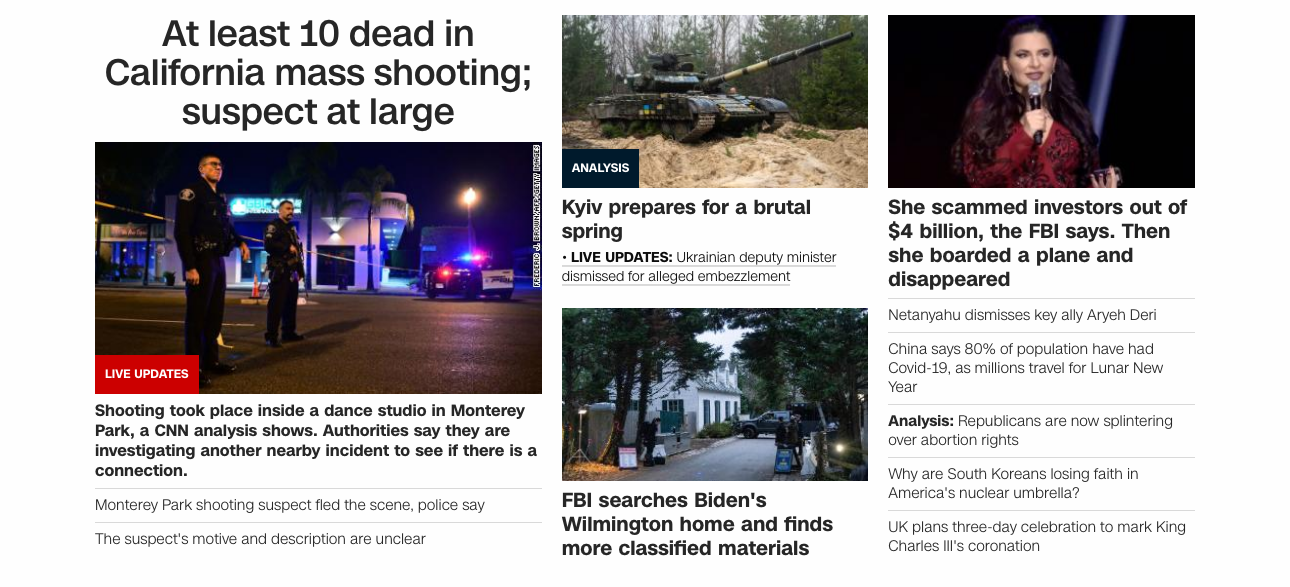 At least 10 dead in
California mass shooting;
suspect at large
FREDERIC J. BROWN/AFP/GETTY IMAGES
LIVE UPDATES
Shooting took place inside a dance studio in Monterey
Park, a CNN analysis shows. Authorities say they are
investigating another nearby incident to see if there is a
connection.
Monterey Park shooting suspect fled the scene, police say
The suspect's motive and description are unclear
ANALYSIS
Kyiv prepares for a brutal
spring
• LIVE UPDATES: Ukrainian deputy minister
dismissed for alleged embezzlement
FBI searches Biden's
Wilmington home and finds
more classified materials
She scammed investors out of
$4 billion, the FBI says. Then
she boarded a plane and
disappeared
Netanyahu dismisses key ally Aryeh Deri
China says 80% of population have had
Covid-19, as millions travel for Lunar New
Year
Analysis: Republicans are now splintering
over abortion rights
Why are South Koreans losing faith in
America's nuclear umbrella?
UK plans three-day celebration to mark King
Charles III's coronation